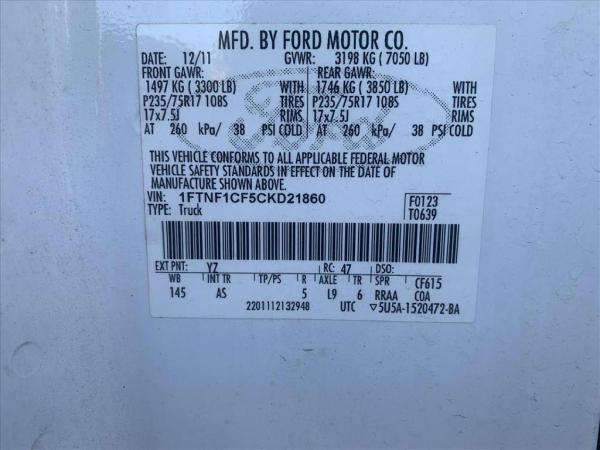 MFD. BY FORD MOTOR CO.
DATE: 12/11 GVWR: 3198 KG ( 7050 LB)
FRONT GAWR: REAR GAWR:
1497 KG ( 3300 LB) WITH 1746 KG ( 3850 LB) WITH
P235/75R17 108S TIRES P235/75R17 108S TIRES
17x7.5J RIMS 17x7.5J RIMS
AT 260 kPa/ 38 PSI COLD AT 260 kPa/ 38 PSI COLD
Ford
THIS VEHICLE CONFORMS TO ALL APPLICABLE FEDERAL MOTOR
VEHICLE SAFETY STANDARDS IN EFFECT ON THE DATE OF
MANUFACTURE SHOWN ABOVE.
VEHICLE: 1FTNF1CF5CKD21860 F0123
TYPE: Truck T0639
EXT PNT: YZ RC: 47 DSO:
WB INT TR TP/PS R AXLE TR SPR CF615
145 AS 5 L9 6 RRAA COA
2201112132948 UTC ▽5U5A-1520472-BA